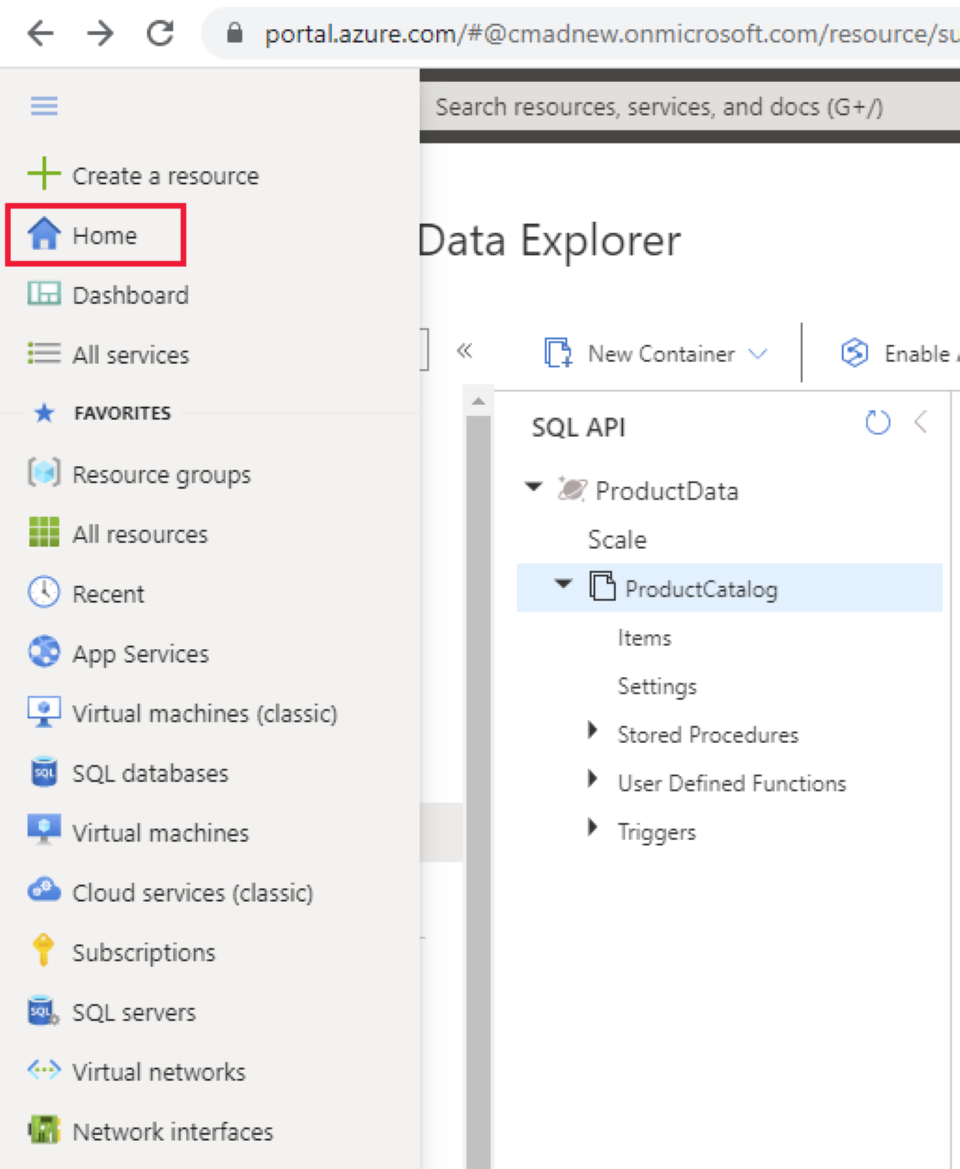 portal.azure.com/#@cmadnew.onmicrosoft.com/resource/su
Search resources, services, and docs (G+/)
Create a resource
Home
Dashboard
All services
FAVORITES
Resource groups
All resources
Recent
App Services
Virtual machines (classic)
SQL databases
Virtual machines
Cloud services (classic)
Subscriptions
SQL servers
Virtual networks
Network interfaces
Data Explorer
«
New Container
Enable
SQL API
ProductData
Scale
ProductCatalog
Items
Settings
Stored Procedures
User Defined Functions
Triggers